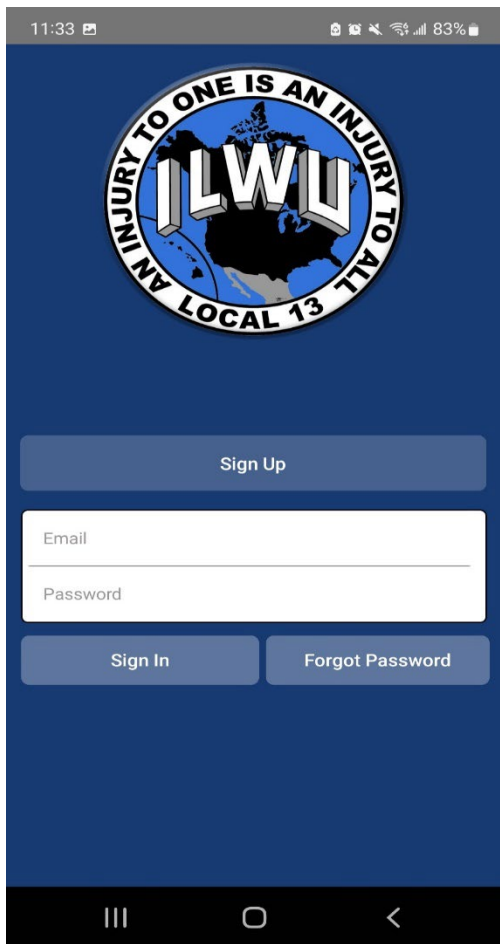 11:33
83%
AN INJURY TO ONE IS AN INJURY TO ALL
ILWU
LOCAL 13
Sign Up
Email
Password
Sign In
Forgot Password